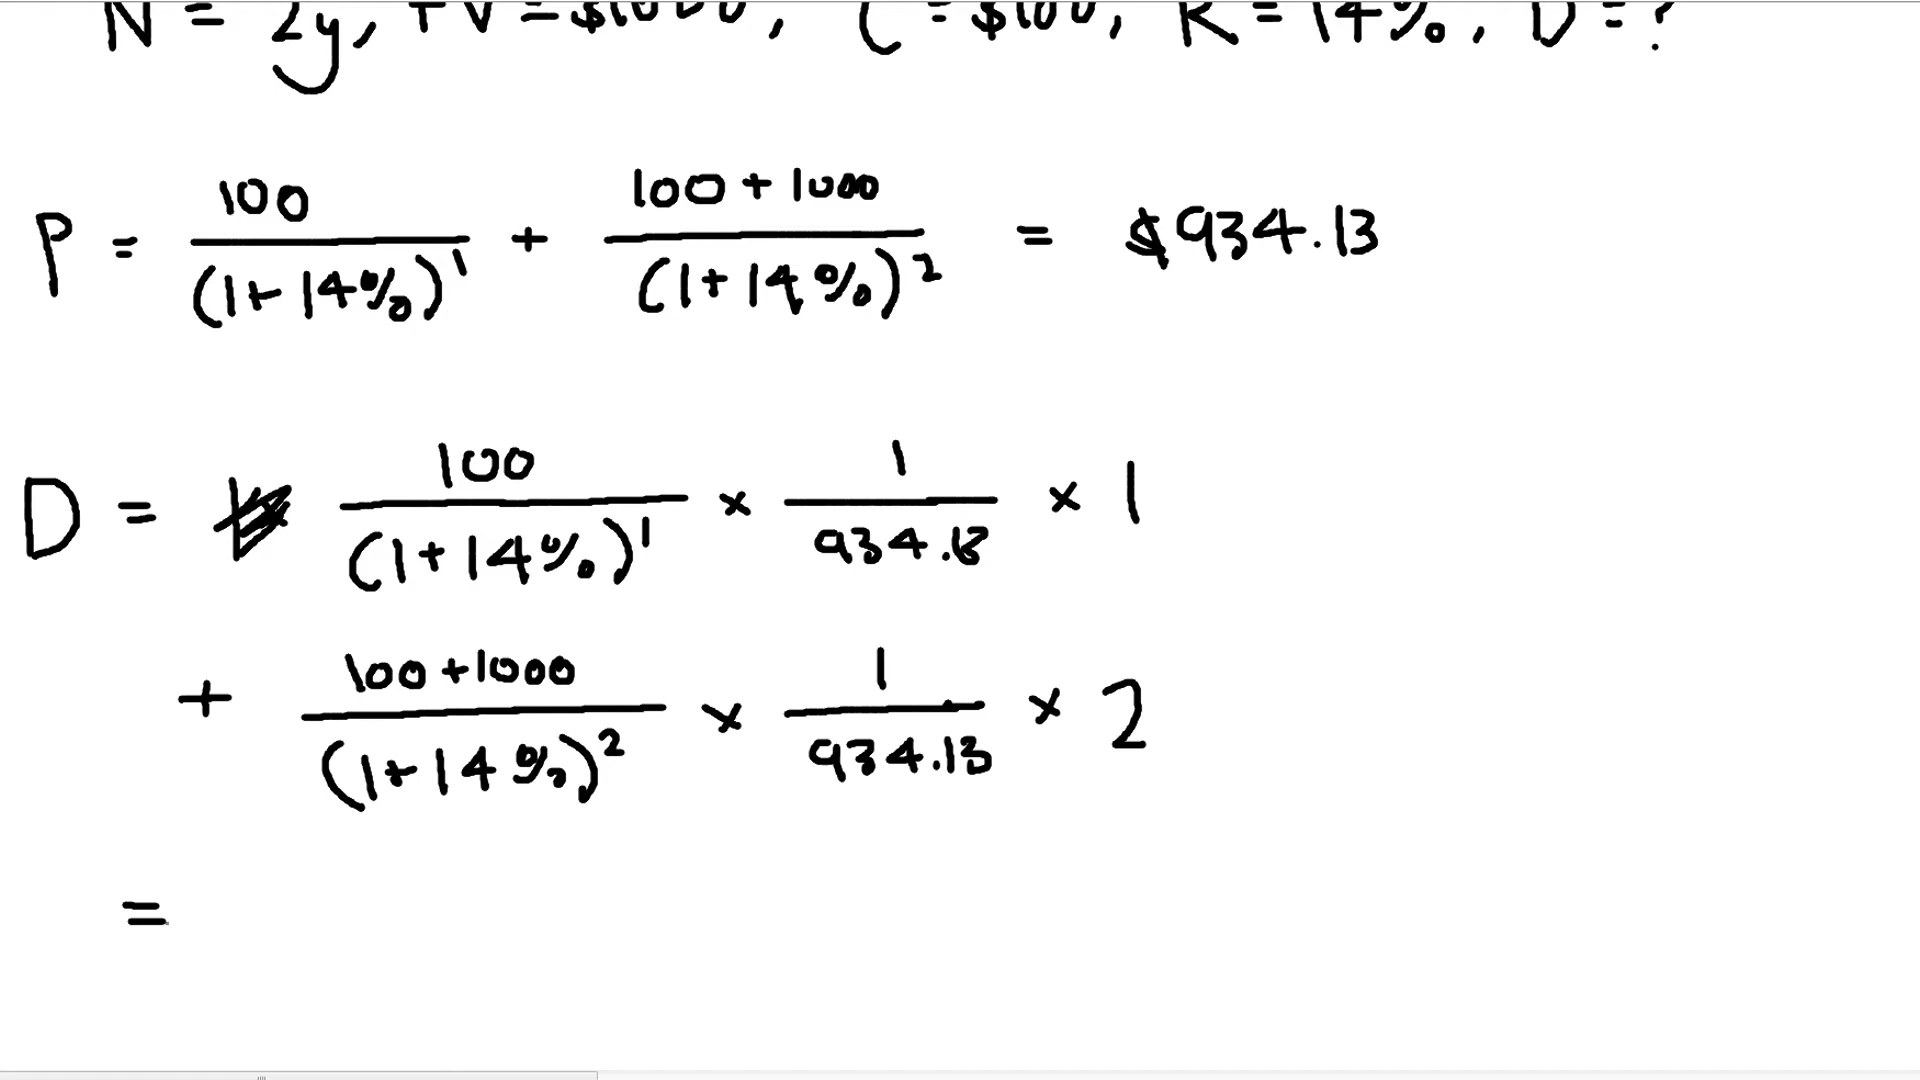 N = 2y, FV = $1000, C = $100, R = 14%, D = ?
P = 100/(1+14%)^1 + 100+1000/(1+14%)^2 = $934.13
D = 100/(1+14%)^1 × 1/934.13 × 1
+ 100+1000/(1+14%)^2 × 1/934.13 × 2
=